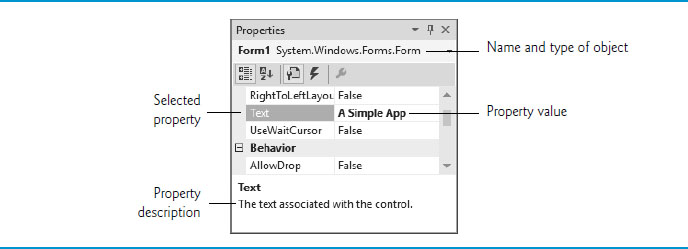 Properties
Form1 System.Windows.Forms.Form
Name and type of object
RightToLeftLayou False
Selected property
Text A Simple App
Property value
UseWaitCursor False
Behavior
AllowDrop False
Property description
Text
The text associated with the control.